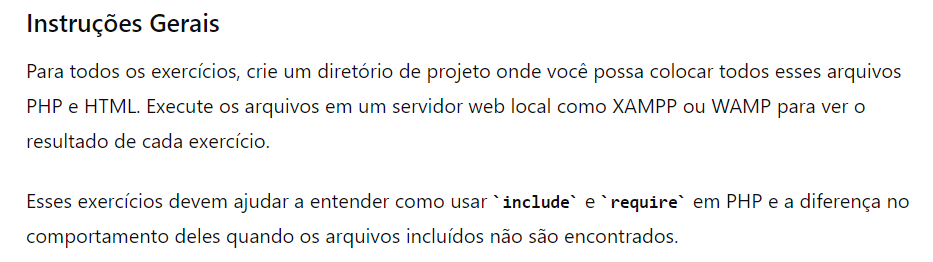 Instruções Gerais
Para todos os exercícios, crie um diretório de projeto onde você possa colocar todos esses arquivos
PHP e HTML. Execute os arquivos em um servidor web local como XAMPP ou WAMP para ver o
resultado de cada exercício.
Esses exercícios devem ajudar a entender como usar `include` e `require` em PHP e a diferença no
comportamento deles quando os arquivos incluídos não são encontrados.